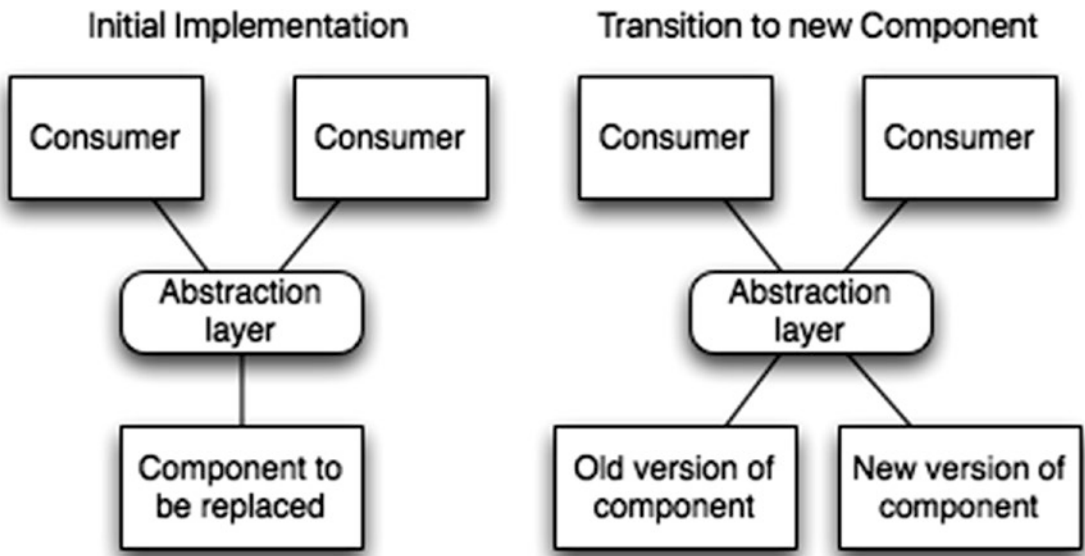 Initial Implementation
Consumer
Consumer
Abstraction
layer
Component to
be replaced
Transition to new Component
Consumer
Consumer
Abstraction
layer
Old version of
component
New version of
component